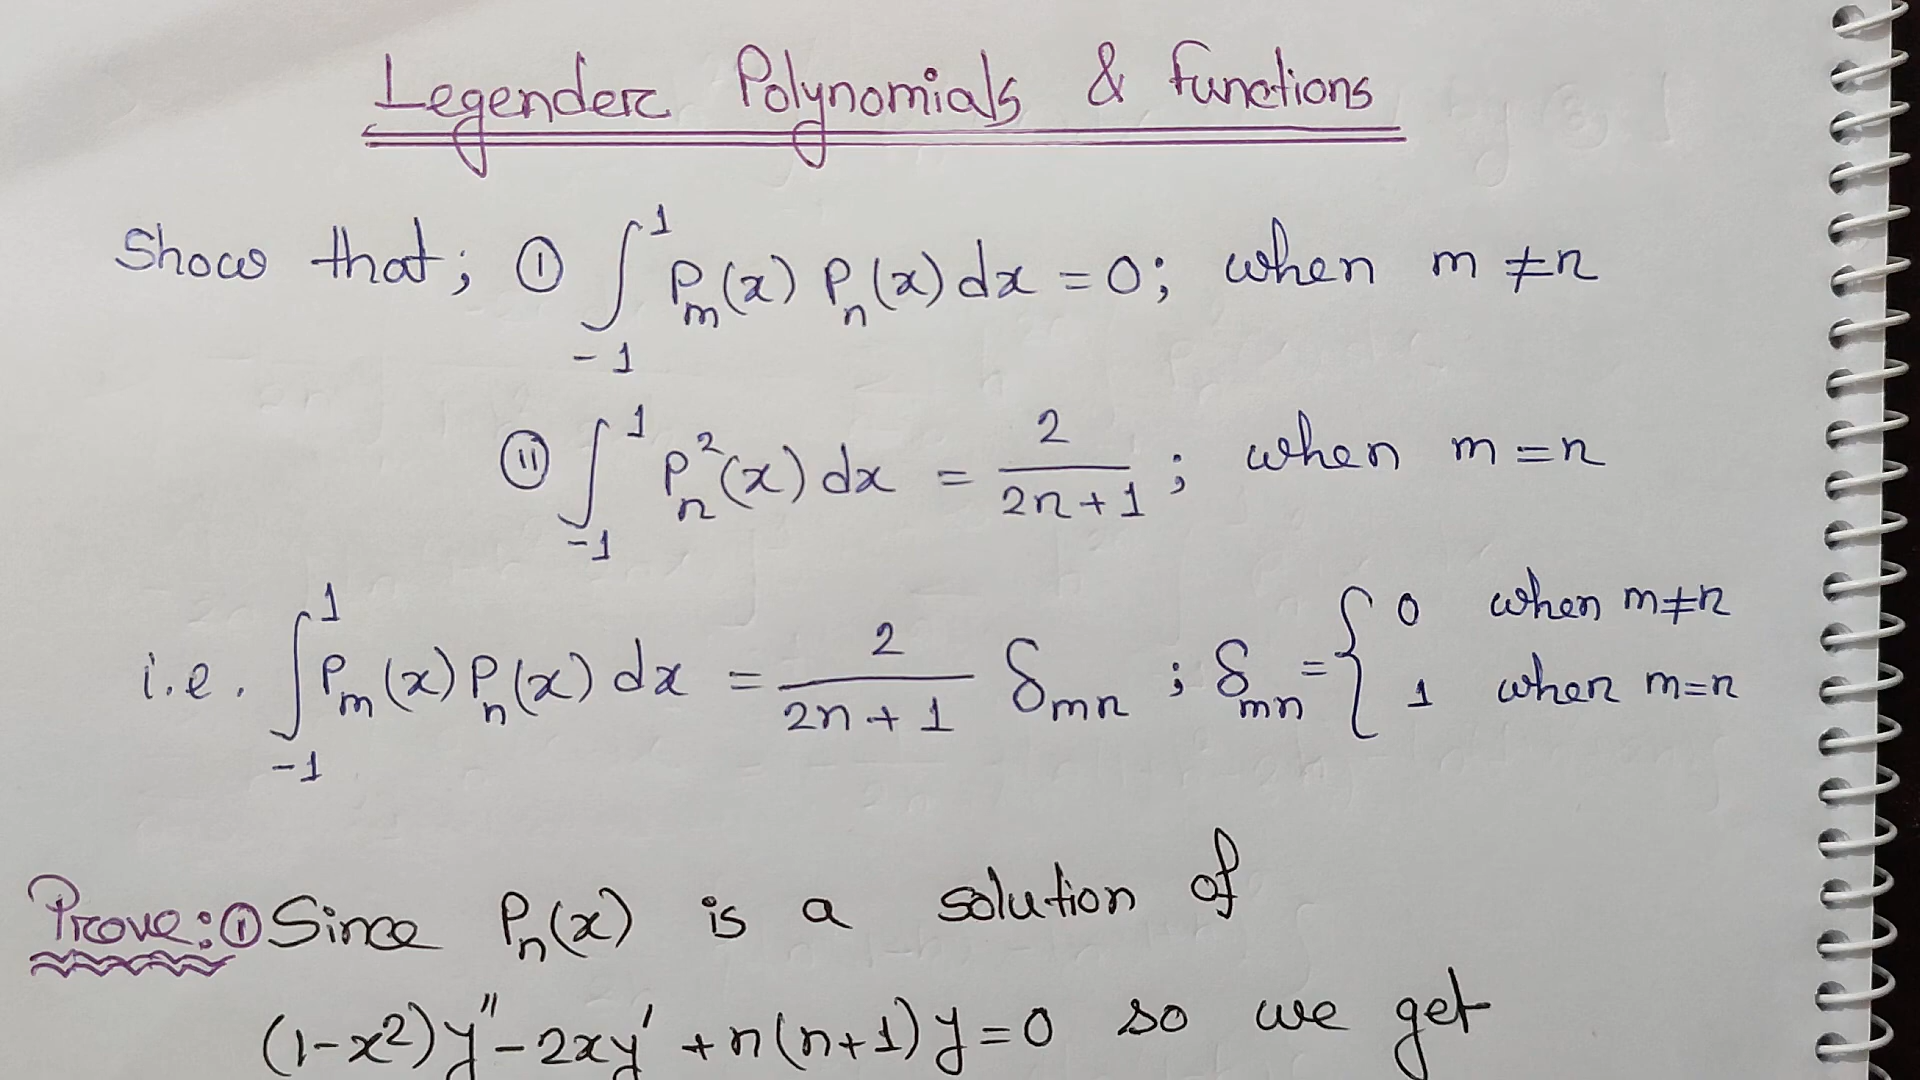 Legender Polynomials & functions
Show that; ① ∫₋₁¹ Pₘ(x) Pₙ(x) dx = 0; when m ≠ n
⑪ ∫₋₁¹ Pₙ²(x) dx = 2/(2n+1); when m = n
i.e. ∫₋₁¹ Pₘ(x) Pₙ(x) dx = 2/(2n+1) δₘₙ; δₘₙ = { 0 when m≠n
1 when m=n
Prove: ① Since Pₙ(x) is a solution of
(1-x²)y'' - 2xy' + n(n+1)y = 0 so we get